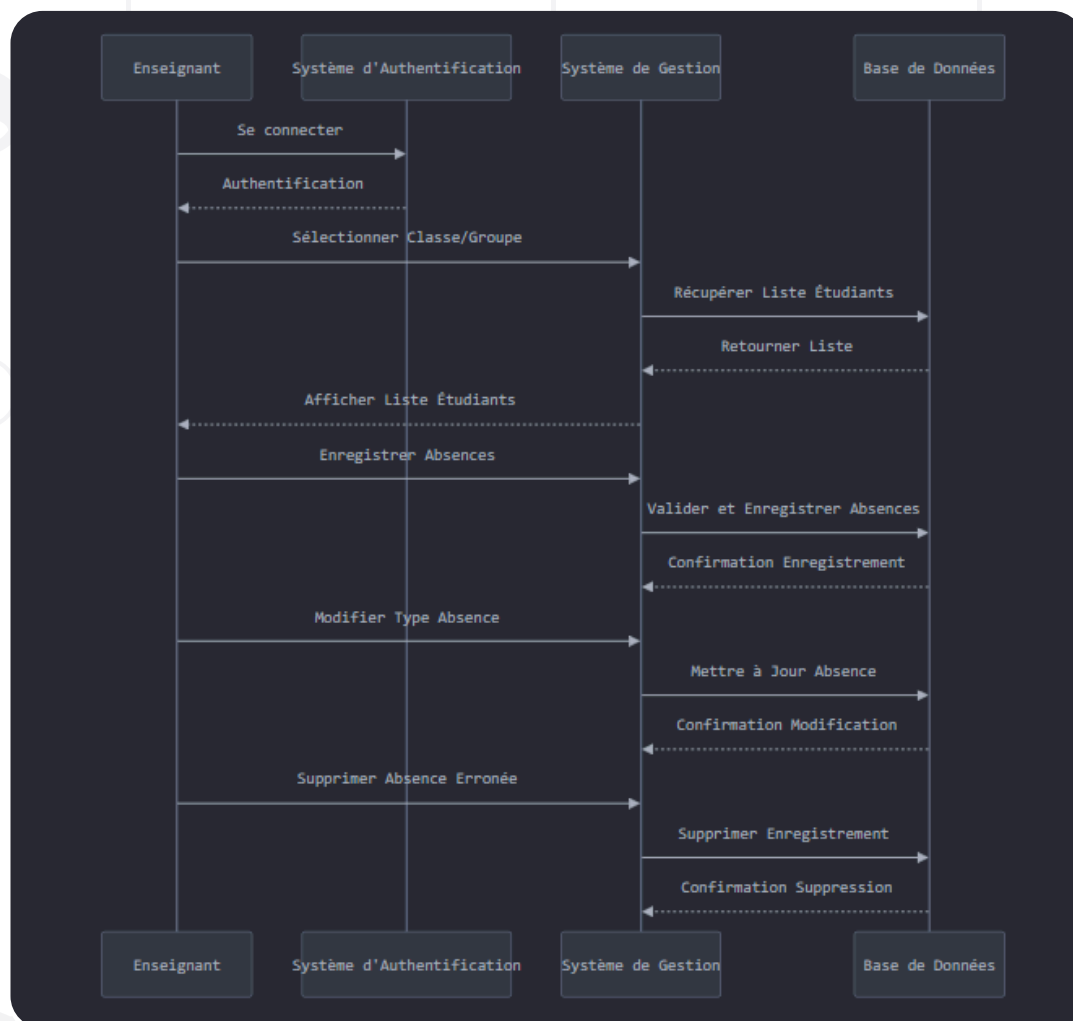 Enseignant
Système d'Authentification
Système de Gestion
Base de Données
Se connecter
Authentification
Sélectionner Classe/Groupe
Récupérer Liste Étudiants
Retourner Liste
Afficher Liste Étudiants
Enregistrer Absences
Valider et Enregistrer Absences
Confirmation Enregistrement
Modifier Type Absence
Mettre à Jour Absence
Confirmation Modification
Supprimer Absence Erronée
Supprimer Enregistrement
Confirmation Suppression
Enseignant
Système d'Authentification
Système de Gestion
Base de Données